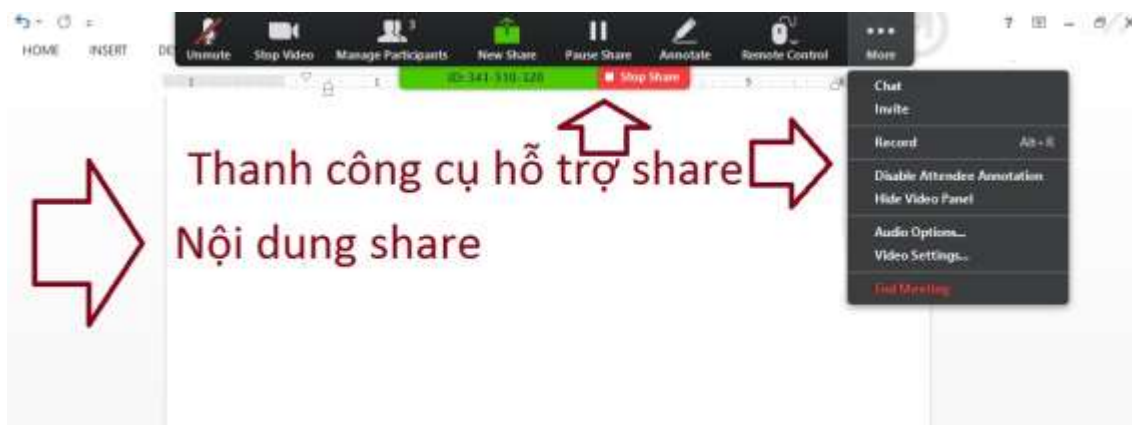 HOME INSERT
Unmute Stop Video Manage Participants 3 New Share Pause Share Annotate Remote Control More
Stop Share
Chat
Invite
Record
Disable Attendee Annotation
Hide Video Panel
Audio Options...
Video Settings...
End Meeting
Thanh công cụ hỗ trợ share
Nội dung share